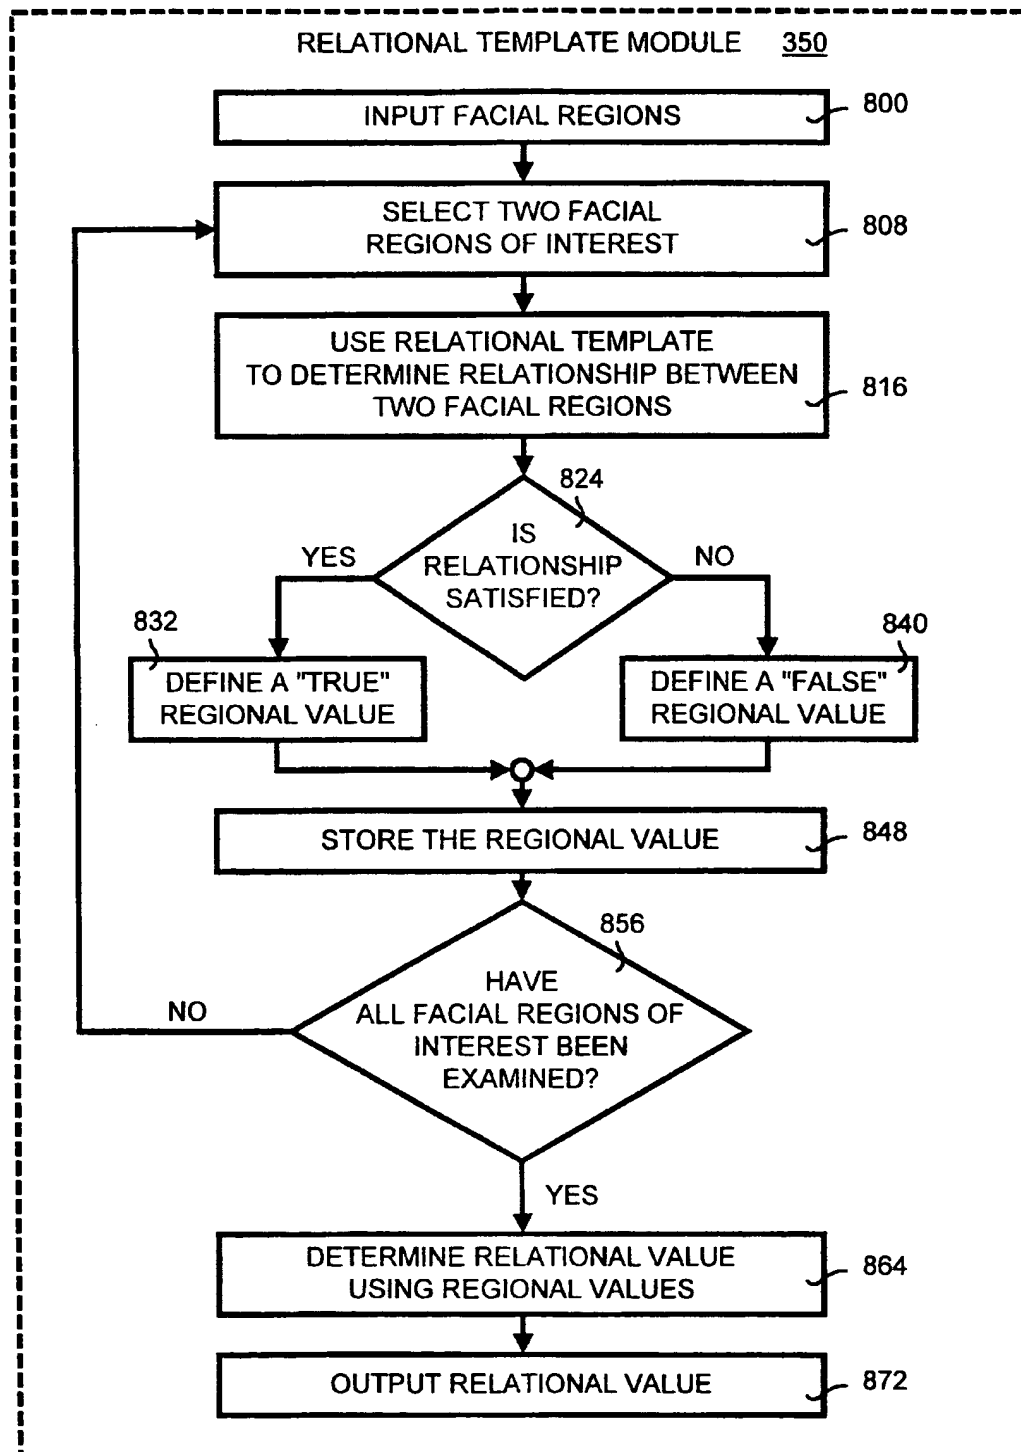 RELATIONAL TEMPLATE MODULE 350
INPUT FACIAL REGIONS
800
SELECT TWO FACIAL
REGIONS OF INTEREST
808
USE RELATIONAL TEMPLATE
TO DETERMINE RELATIONSHIP BETWEEN
TWO FACIAL REGIONS
816
824
IS
RELATIONSHIP
SATISFIED?
YES
NO
832
DEFINE A "TRUE"
REGIONAL VALUE
840
DEFINE A "FALSE"
REGIONAL VALUE
STORE THE REGIONAL VALUE
848
856
HAVE
ALL FACIAL REGIONS OF
INTEREST BEEN
EXAMINED?
NO
YES
DETERMINE RELATIONAL VALUE
USING REGIONAL VALUES
864
OUTPUT RELATIONAL VALUE
872